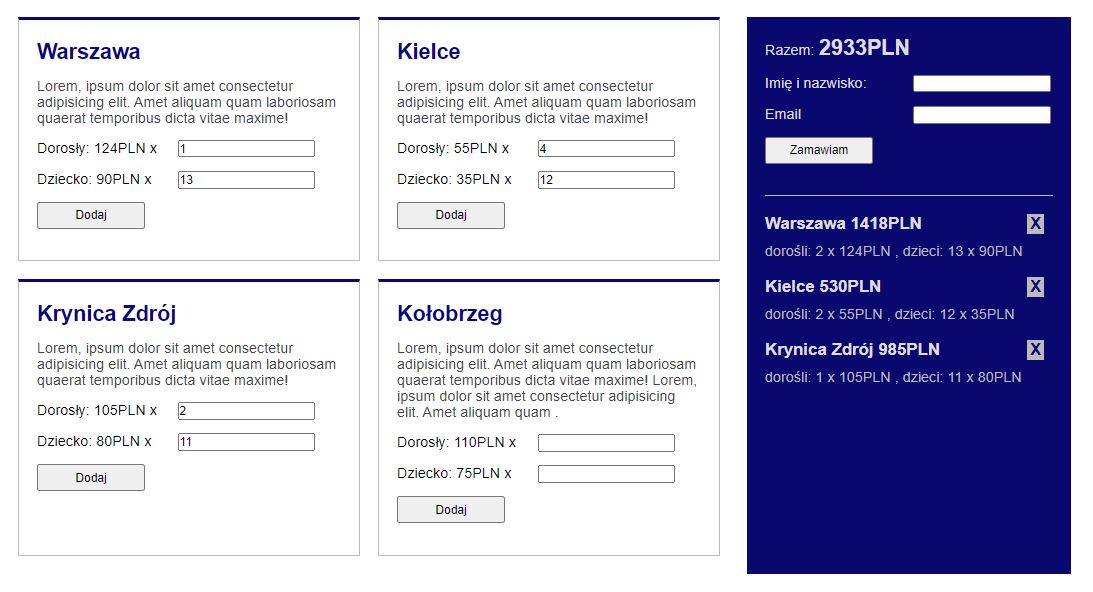 Warszawa
Lorem, ipsum dolor sit amet consectetur
adipisicing elit. Amet aliquam quam laboriosam
quaerat temporibus dicta vitae maxime!
Dorosły: 124PLN x 1
Dziecko: 90PLN x 13
Dodaj
Kielce
Lorem, ipsum dolor sit amet consectetur
adipisicing elit. Amet aliquam quam laboriosam
quaerat temporibus dicta vitae maxime!
Dorosły: 55PLN x 4
Dziecko: 35PLN x 12
Dodaj
Krynica Zdrój
Lorem, ipsum dolor sit amet consectetur
adipisicing elit. Amet aliquam quam laboriosam
quaerat temporibus dicta vitae maxime!
Dorosły: 105PLN x 2
Dziecko: 80PLN x 11
Dodaj
Kołobrzeg
Lorem, ipsum dolor sit amet consectetur
adipisicing elit. Amet aliquam quam laboriosam
quaerat temporibus dicta vitae maxime! Lorem,
ipsum dolor sit amet consectetur adipisicing
elit. Amet aliquam quam .
Dorosły: 110PLN x
Dziecko: 75PLN x
Dodaj
Razem: 2933PLN
Imię i nazwisko:
Email
Zamawiam
Warszawa 1418PLN X
dorośli: 2 x 124PLN , dzieci: 13 x 90PLN
Kielce 530PLN X
dorośli: 2 x 55PLN , dzieci: 12 x 35PLN
Krynica Zdrój 985PLN X
dorośli: 1 x 105PLN , dzieci: 11 x 80PLN